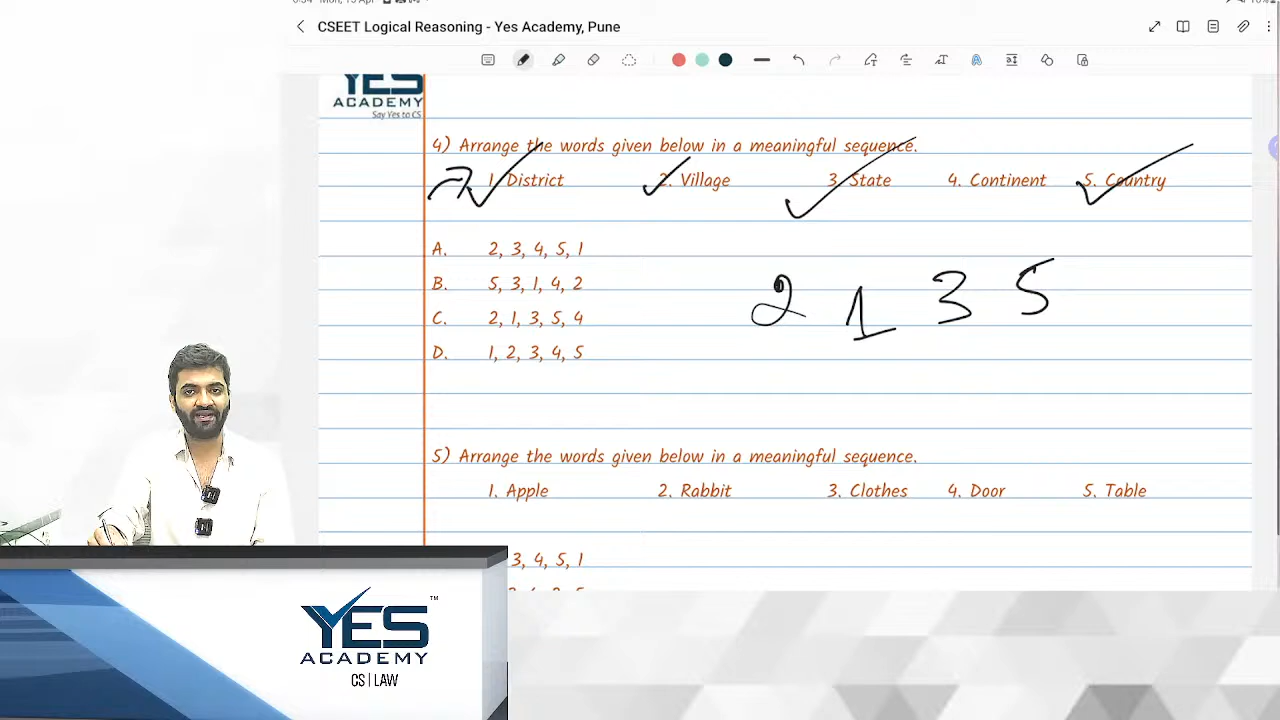 CSEET Logical Reasoning - Yes Academy, Pune
YES
ACADEMY
Say Yes to CS
4) Arrange the words given below in a meaningful sequence.
1. District 2. Village 3. State 4. Continent 5. Country
A. 2, 3, 4, 5, 1
B. 5, 3, 1, 4, 2
C. 2, 1, 3, 5, 4
D. 1, 2, 3, 4, 5
2 1 3 5
5) Arrange the words given below in a meaningful sequence.
1. Apple 2. Rabbit 3. Clothes 4. Door 5. Table
3, 4, 5, 1
YES™
ACADEMY
CS | LAW